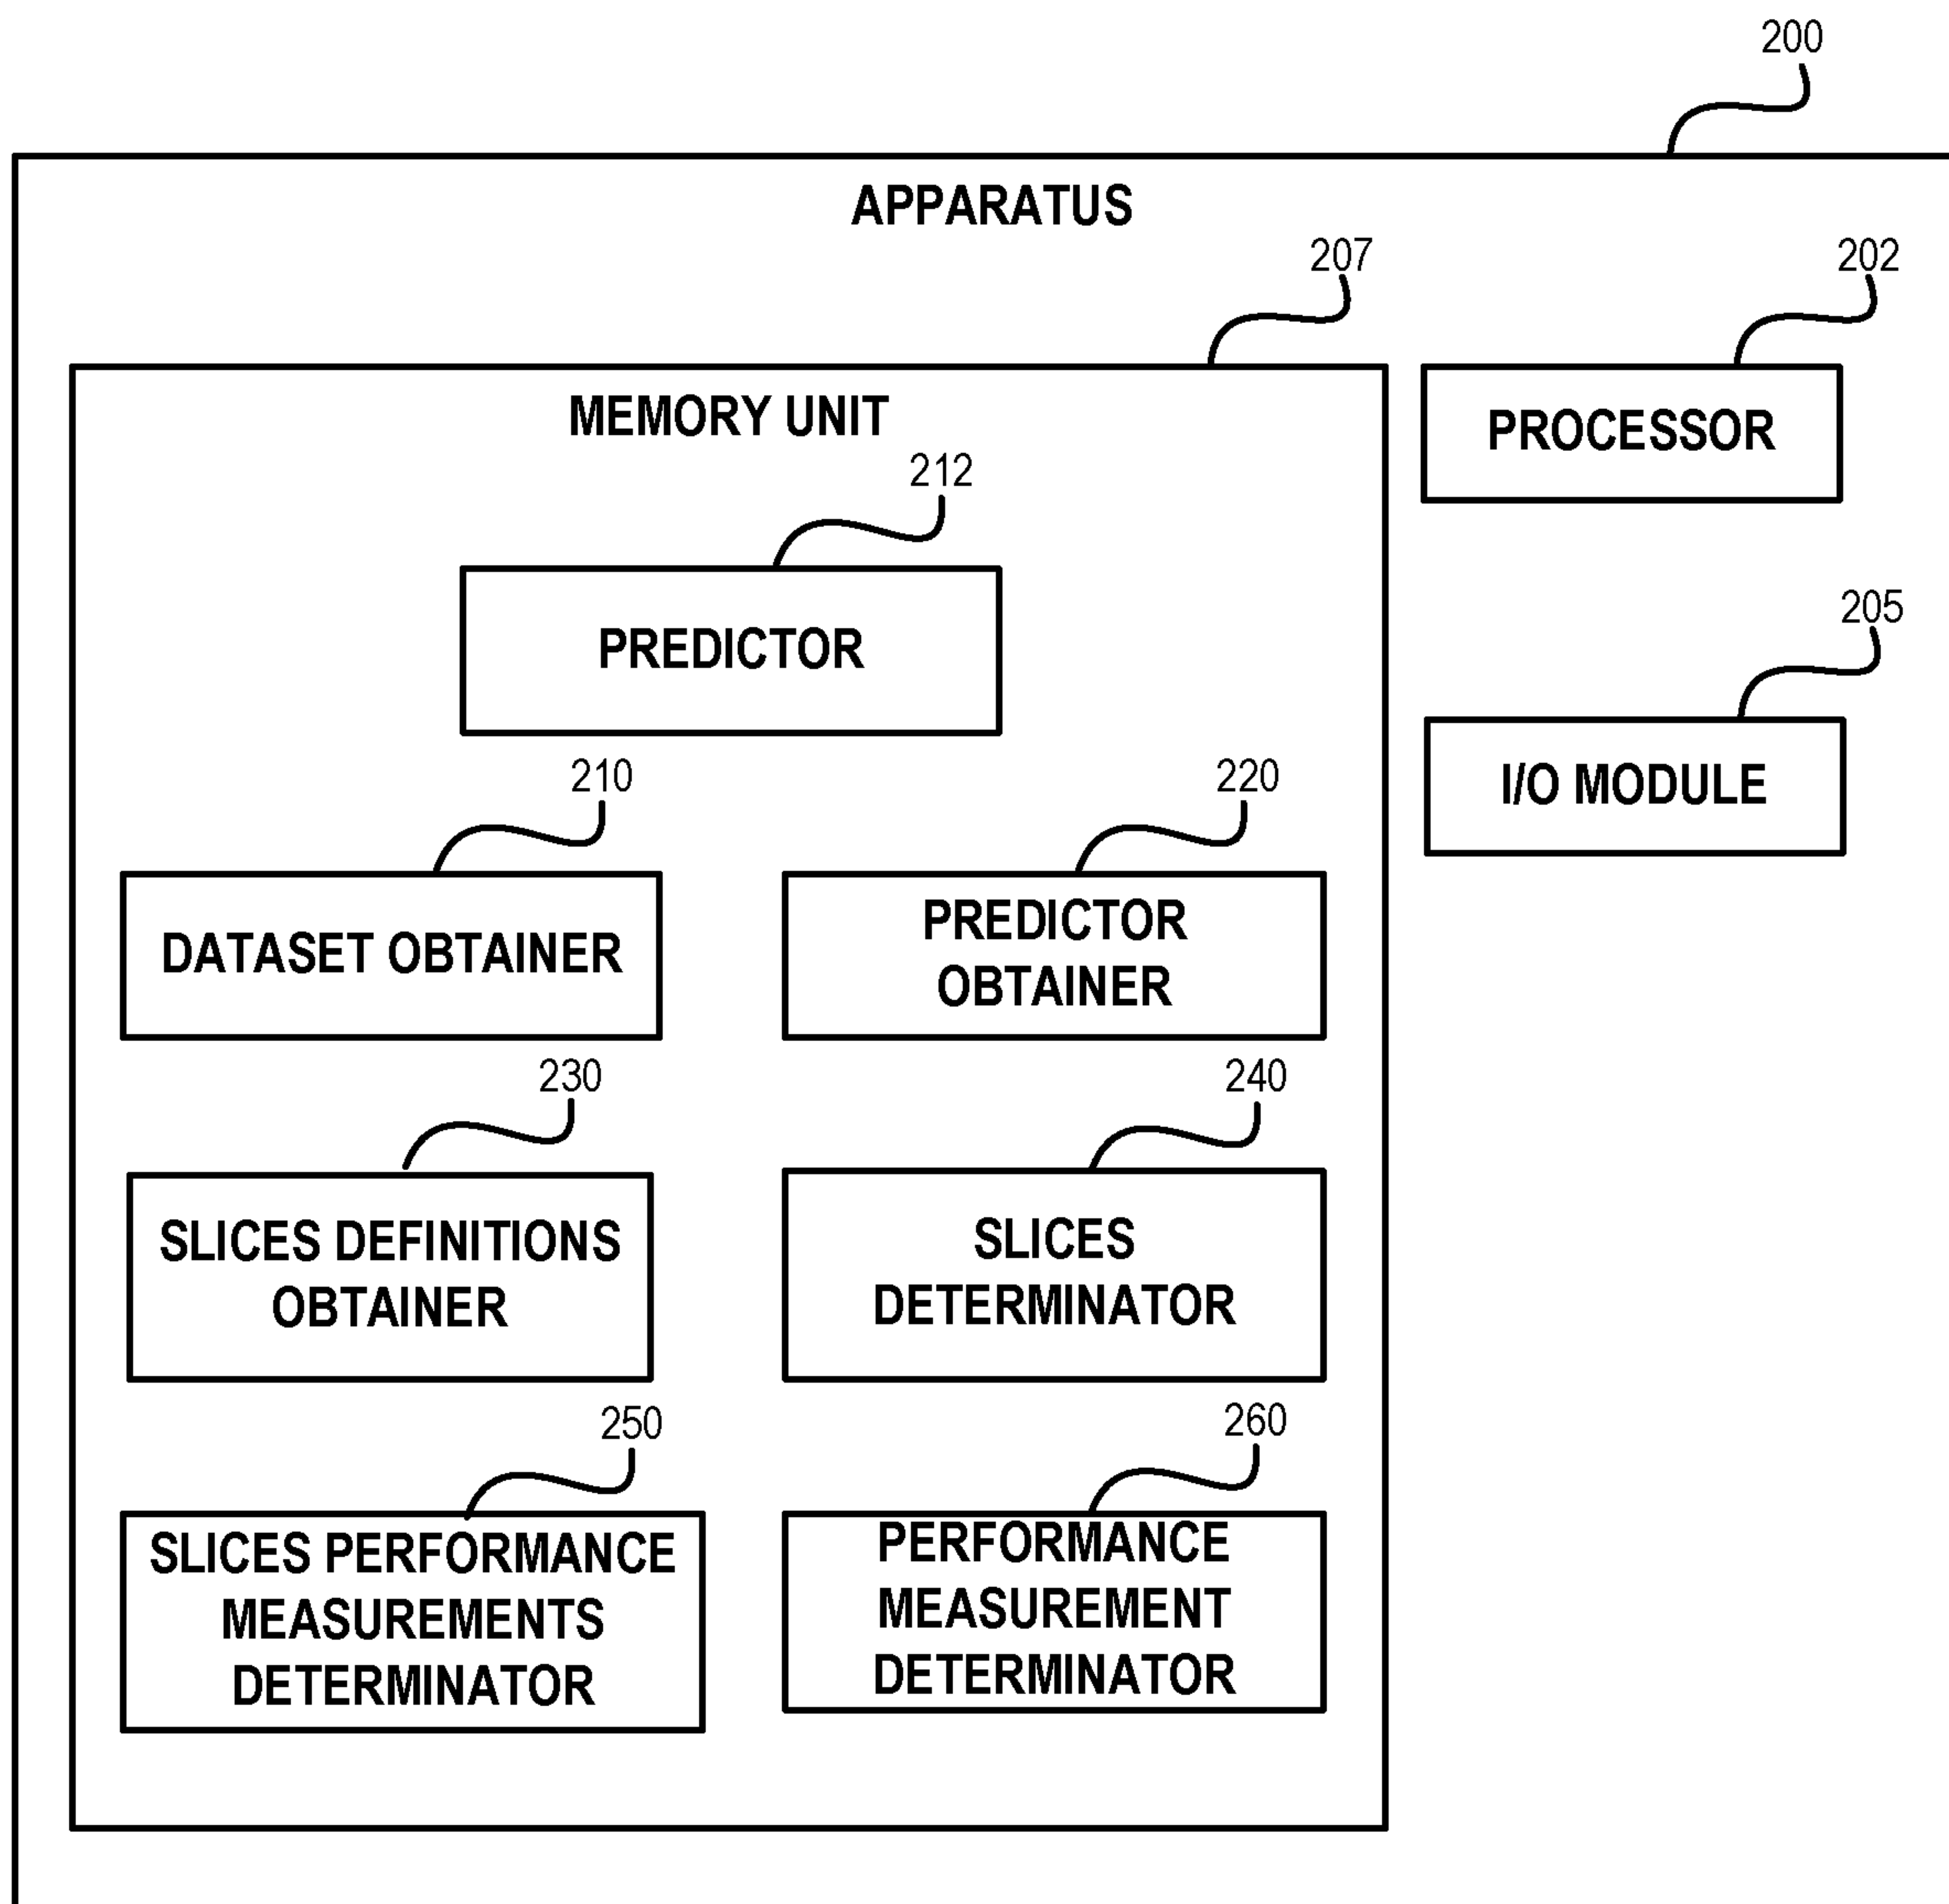 200
APPARATUS
207
202
MEMORY UNIT
PROCESSOR
212
PREDICTOR
205
I/O MODULE
210
220
DATASET OBTAINER
PREDICTOR
OBTAINER
230
240
SLICES DEFINITIONS
OBTAINER
SLICES
DETERMINATOR
250
260
SLICES PERFORMANCE
MEASUREMENTS
DETERMINATOR
PERFORMANCE
MEASUREMENT
DETERMINATOR